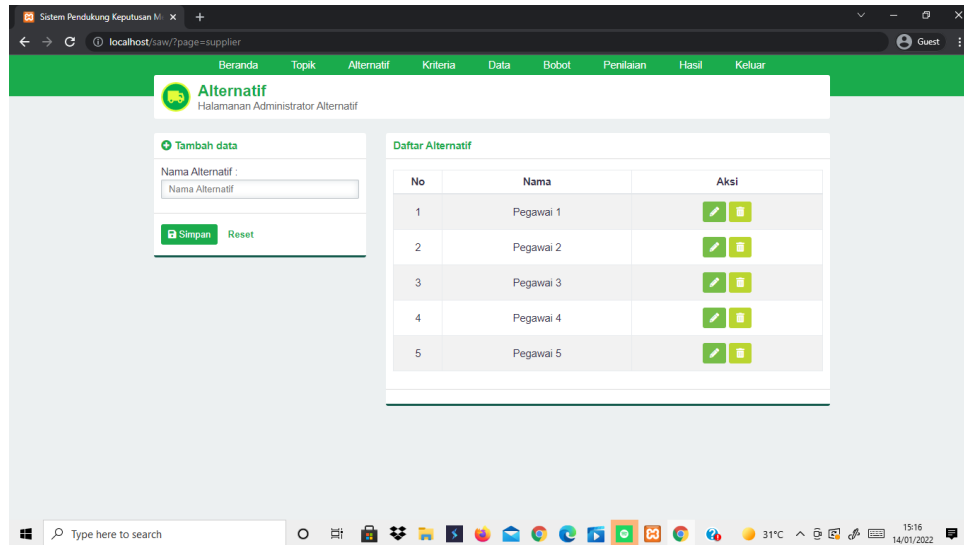 Sistem Pendukung Keputusan M
localhost/saw/?page=supplier
Guest
Beranda Topik Alternatif Kriteria Data Bobot Penilaian Hasil Keluar
Alternatif
Halamanan Administrator Alternatif
Tambah data
Nama Alternatif :
Nama Alternatif
Simpan Reset
Daftar Alternatif
No Nama Aksi
1 Pegawai 1
2 Pegawai 2
3 Pegawai 3
4 Pegawai 4
5 Pegawai 5
Type here to search
31°C
15:16
14/01/2022